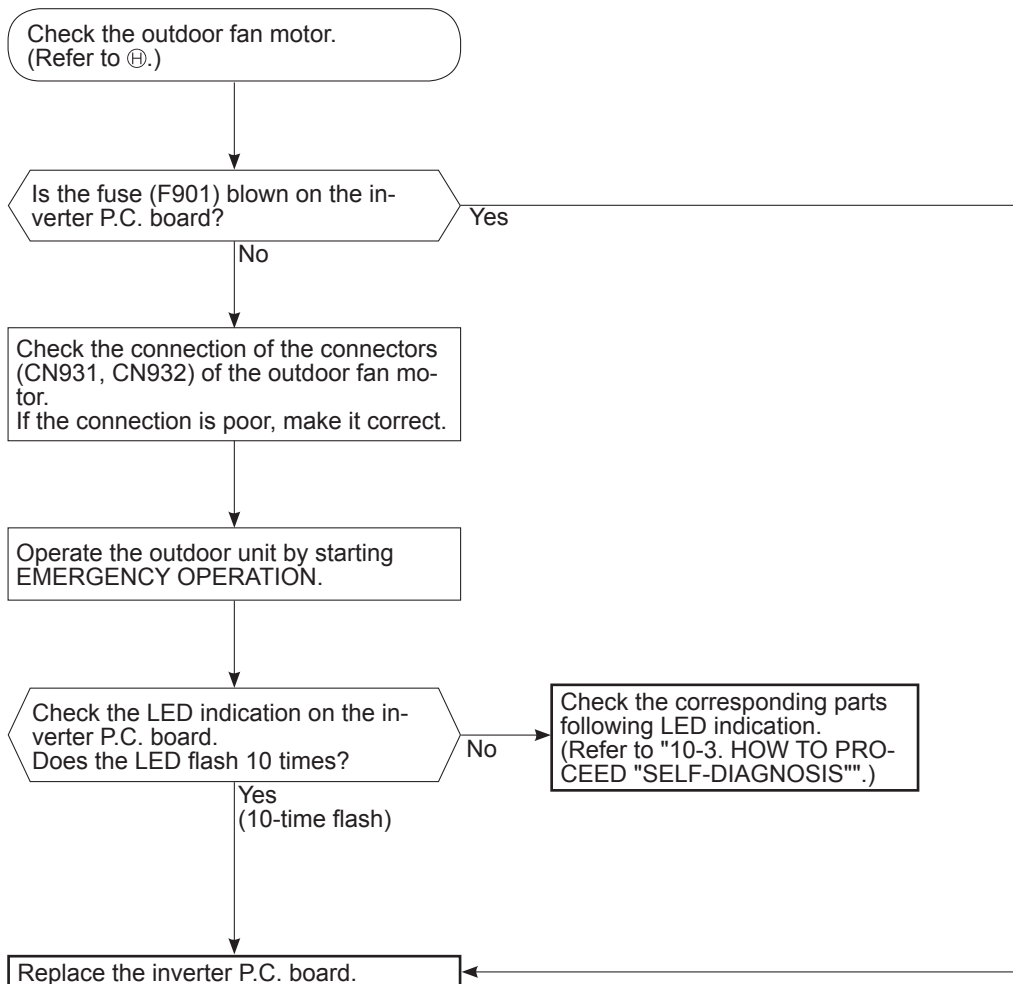 Check the outdoor fan motor.
(Refer to Ⓗ.)
Is the fuse (F901) blown on the in-
verter P.C. board?
Yes
No
Check the connection of the connectors
(CN931, CN932) of the outdoor fan mo-
tor.
If the connection is poor, make it correct.
Operate the outdoor unit by starting
EMERGENCY OPERATION.
Check the LED indication on the in-
verter P.C. board.
Does the LED flash 10 times?
No
Check the corresponding parts
following LED indication.
(Refer to "10-3. HOW TO PRO-
CEED "SELF-DIAGNOSIS"".)
Yes
(10-time flash)
Replace the inverter P.C. board.